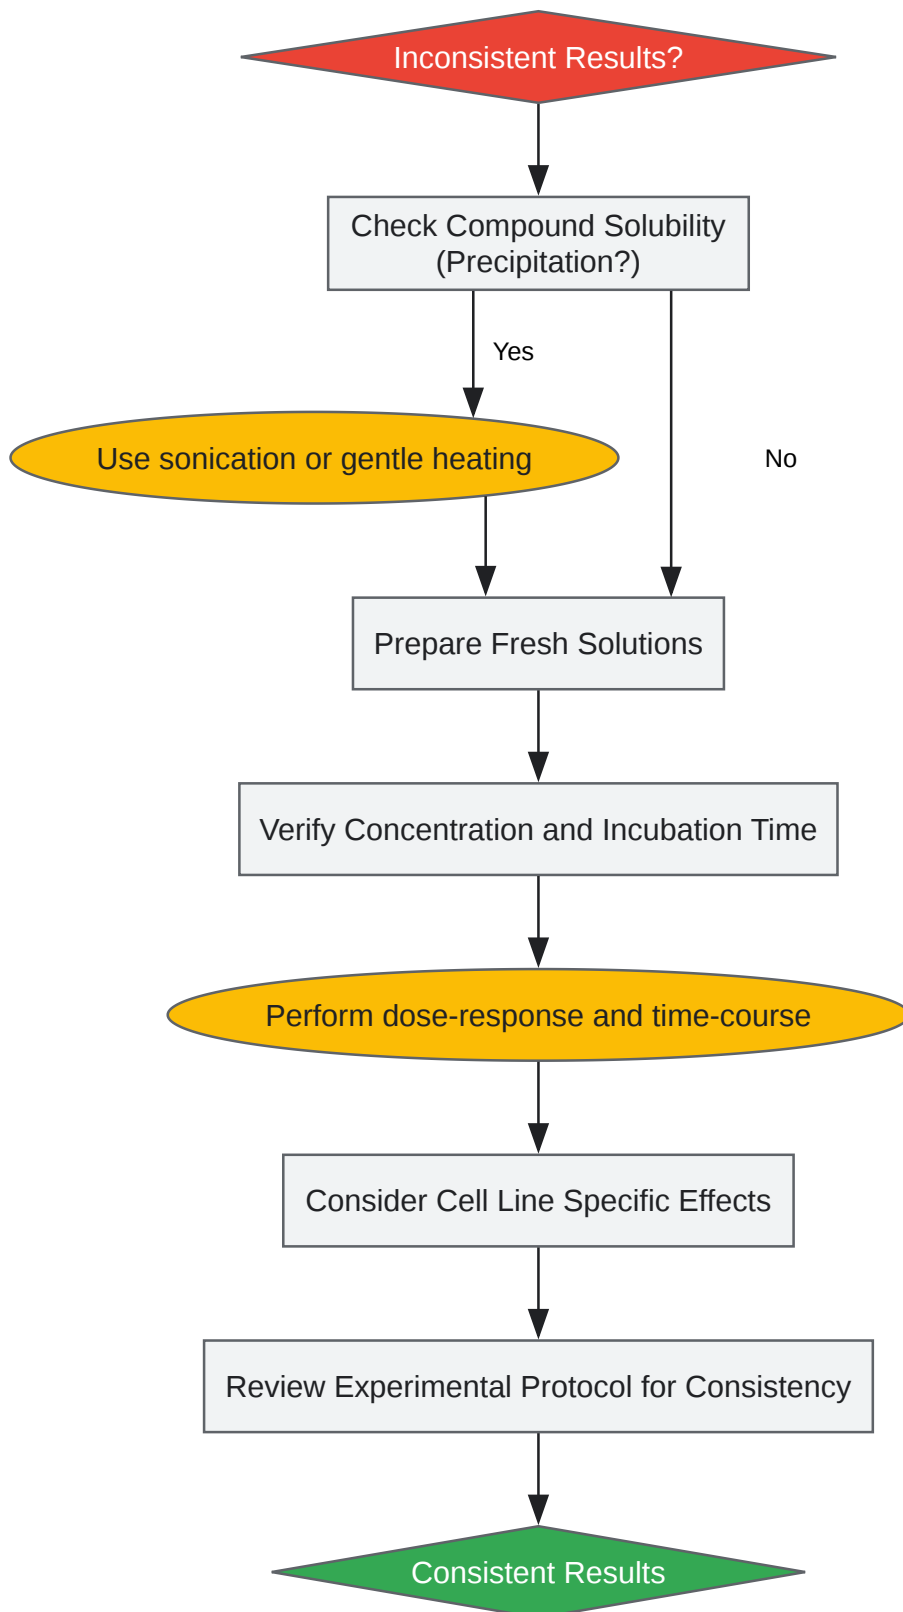 Inconsistent Results?
Check Compound Solubility
(Precipitation?)
Yes
Use sonication or gentle heating
No
Prepare Fresh Solutions
Verify Concentration and Incubation Time
Perform dose-response and time-course
Consider Cell Line Specific Effects
Review Experimental Protocol for Consistency
Consistent Results